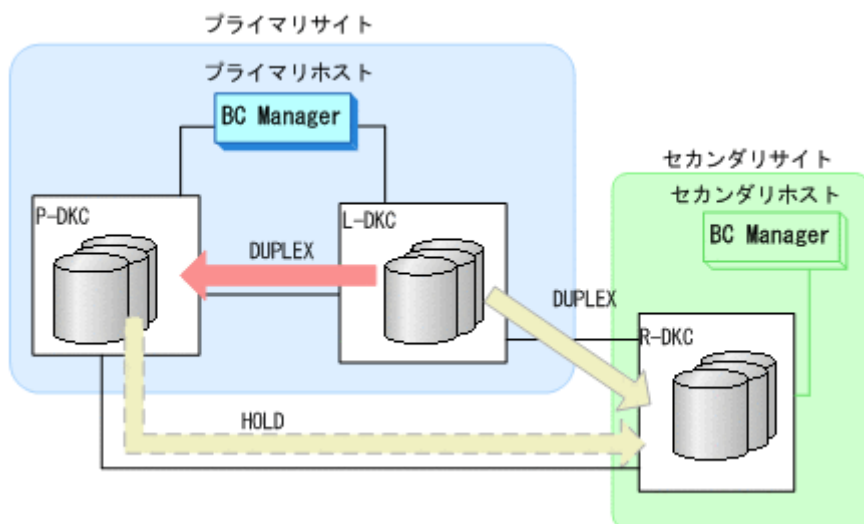 プライマリサイト
プライマリホスト
BC Manager
セカンダリサイト
セカンダリホスト
BC Manager
P-DKC
L-DKC
DUPLEX
DUPLEX
R-DKC
HOLD